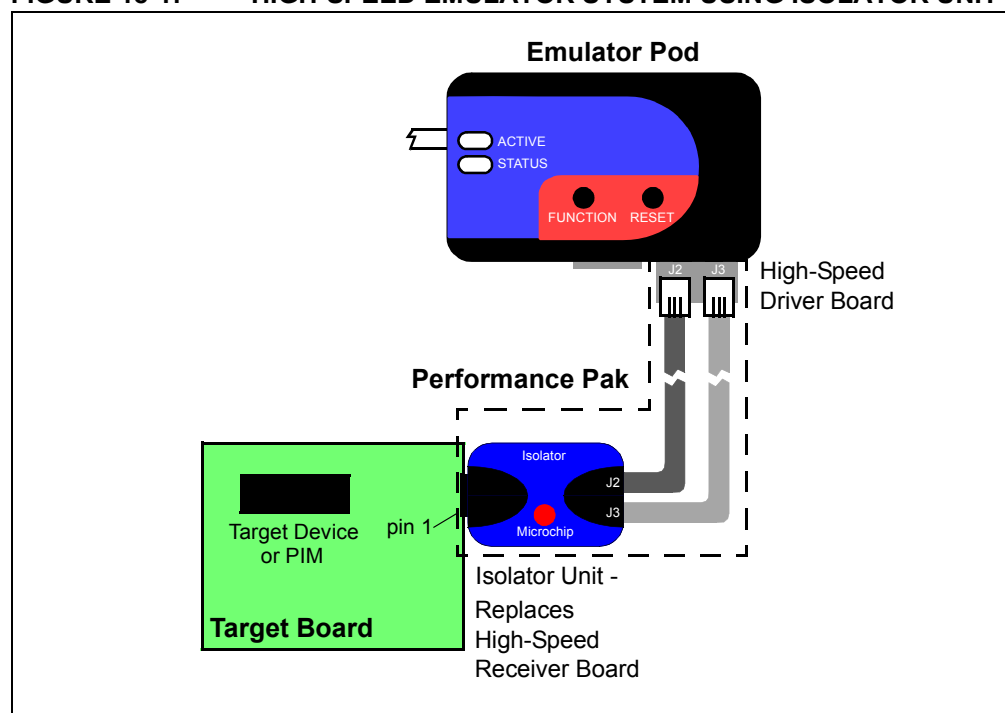 Emulator Pod
ACTIVE
STATUS
FUNCTION RESET
J2 J3
High-Speed
Driver Board
Performance Pak
Isolator
J2
J3
Microchip
pin 1
Target Device
or PIM
Target Board
Isolator Unit -
Replaces
High-Speed
Receiver Board